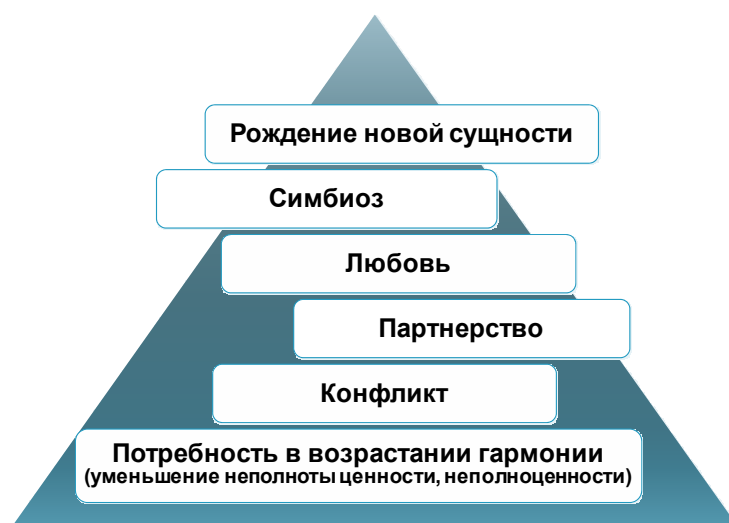 Рождение новой сущности
Симбиоз
Любовь
Партнерство
Конфликт
Потребность в возрастании гармонии
(уменьшение неполноты ценности, неполноценности)